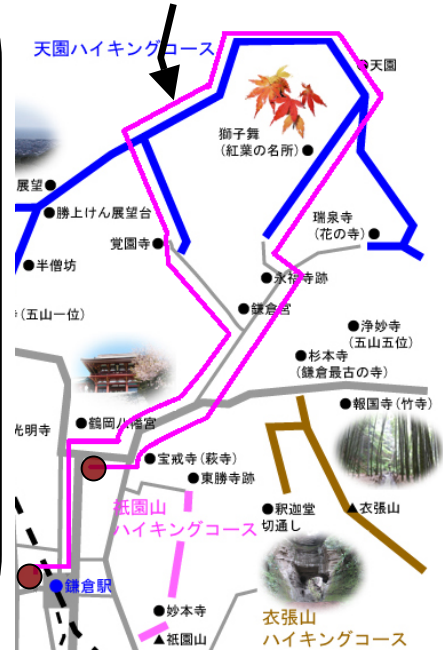 天園ハイキングコース
天園
獅子舞
(紅葉の名所)
展望
勝上けん展望台
瑞泉寺
(花の寺)
覚園寺
半僧坊
永福寺跡
鎌倉宮
(五山一位)
浄妙寺
(五山五位)
杉本寺
(鎌倉最古の寺)
報国寺(竹寺)
鶴岡八幡宮
光明寺
宝戒寺(萩寺)
東勝寺跡
釈迦堂
切通し
衣張山
祇園山
ハイキングコース
鎌倉駅
妙本寺
祇園山
衣張山
ハイキングコース